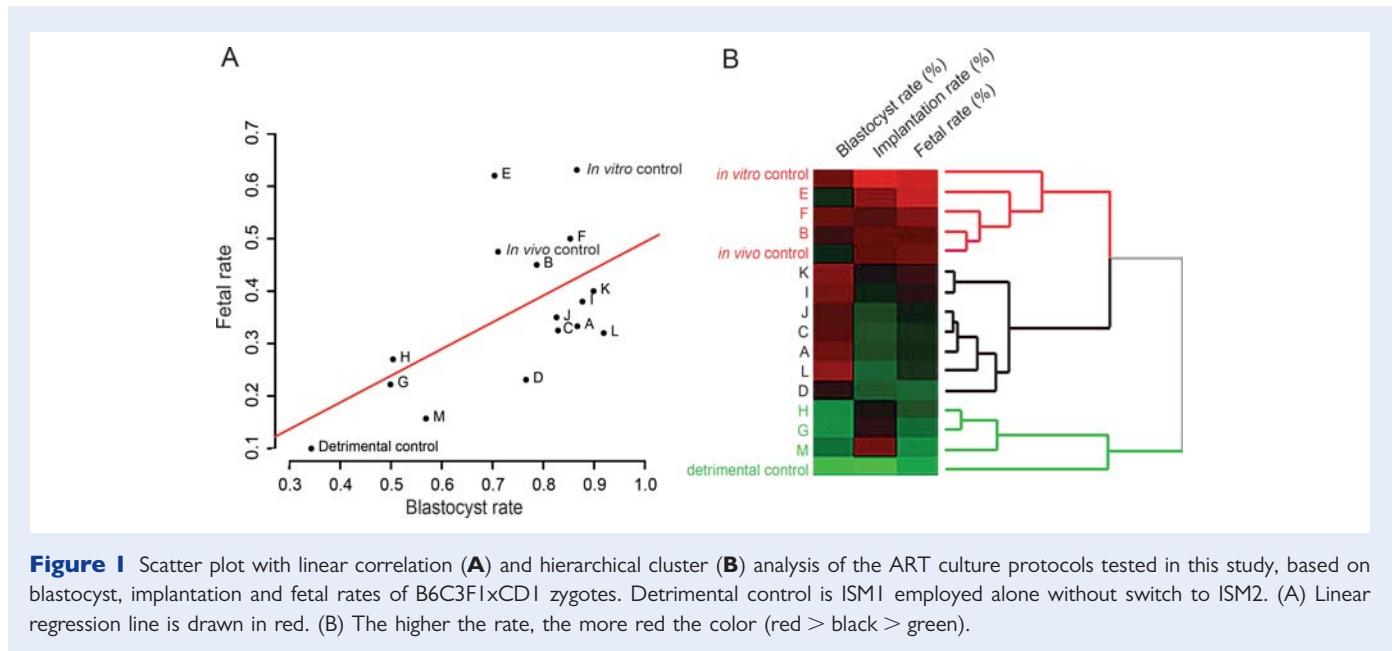 A
B
Fetal rate
0.7
0.6
0.5
0.4
0.3
0.2
0.1
E
In vitro control
F
In vivo control
B
K
I
J
C
A
L
H
G
D
M
Detrimental control
0.3 0.4 0.5 0.6 0.7 0.8 0.9 1.0
Blastocyst rate
Blastocyst rate (%)
Implantation rate (%)
Fetal rate (%)
in vitro control
E
F
B
in vivo control
K
I
J
C
A
L
D
H
G
M
detrimental control
Figure 1 Scatter plot with linear correlation (A) and hierarchical cluster (B) analysis of the ART culture protocols tested in this study, based on
blastocyst, implantation and fetal rates of B6C3F1xCD1 zygotes. Detrimental control is ISM1 employed alone without switch to ISM2. (A) Linear
regression line is drawn in red. (B) The higher the rate, the more red the color (red > black > green).